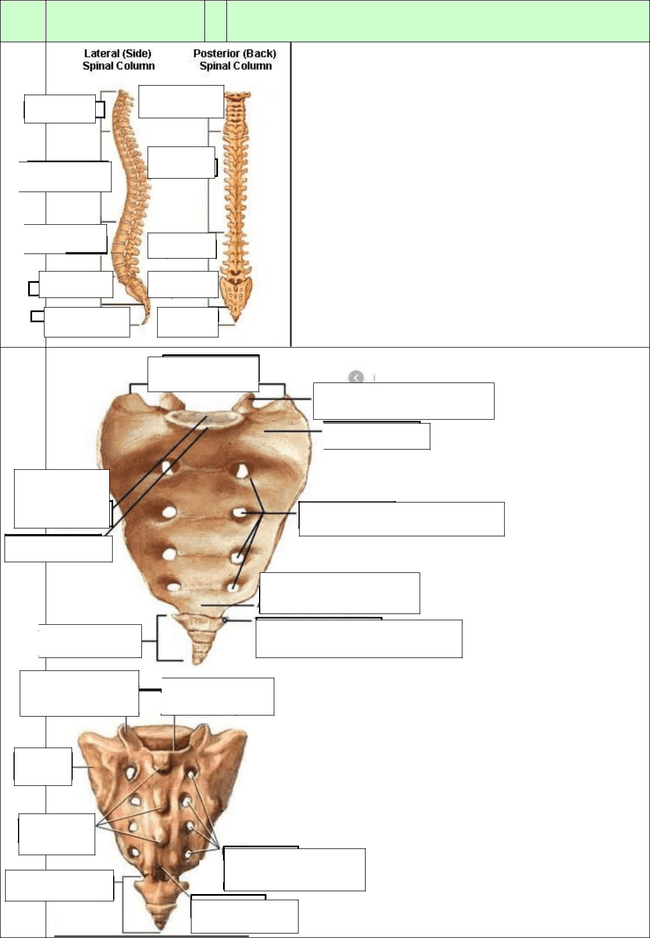 Lateral (Side)
Spinal Column
Posterior (Back)
Spinal Column